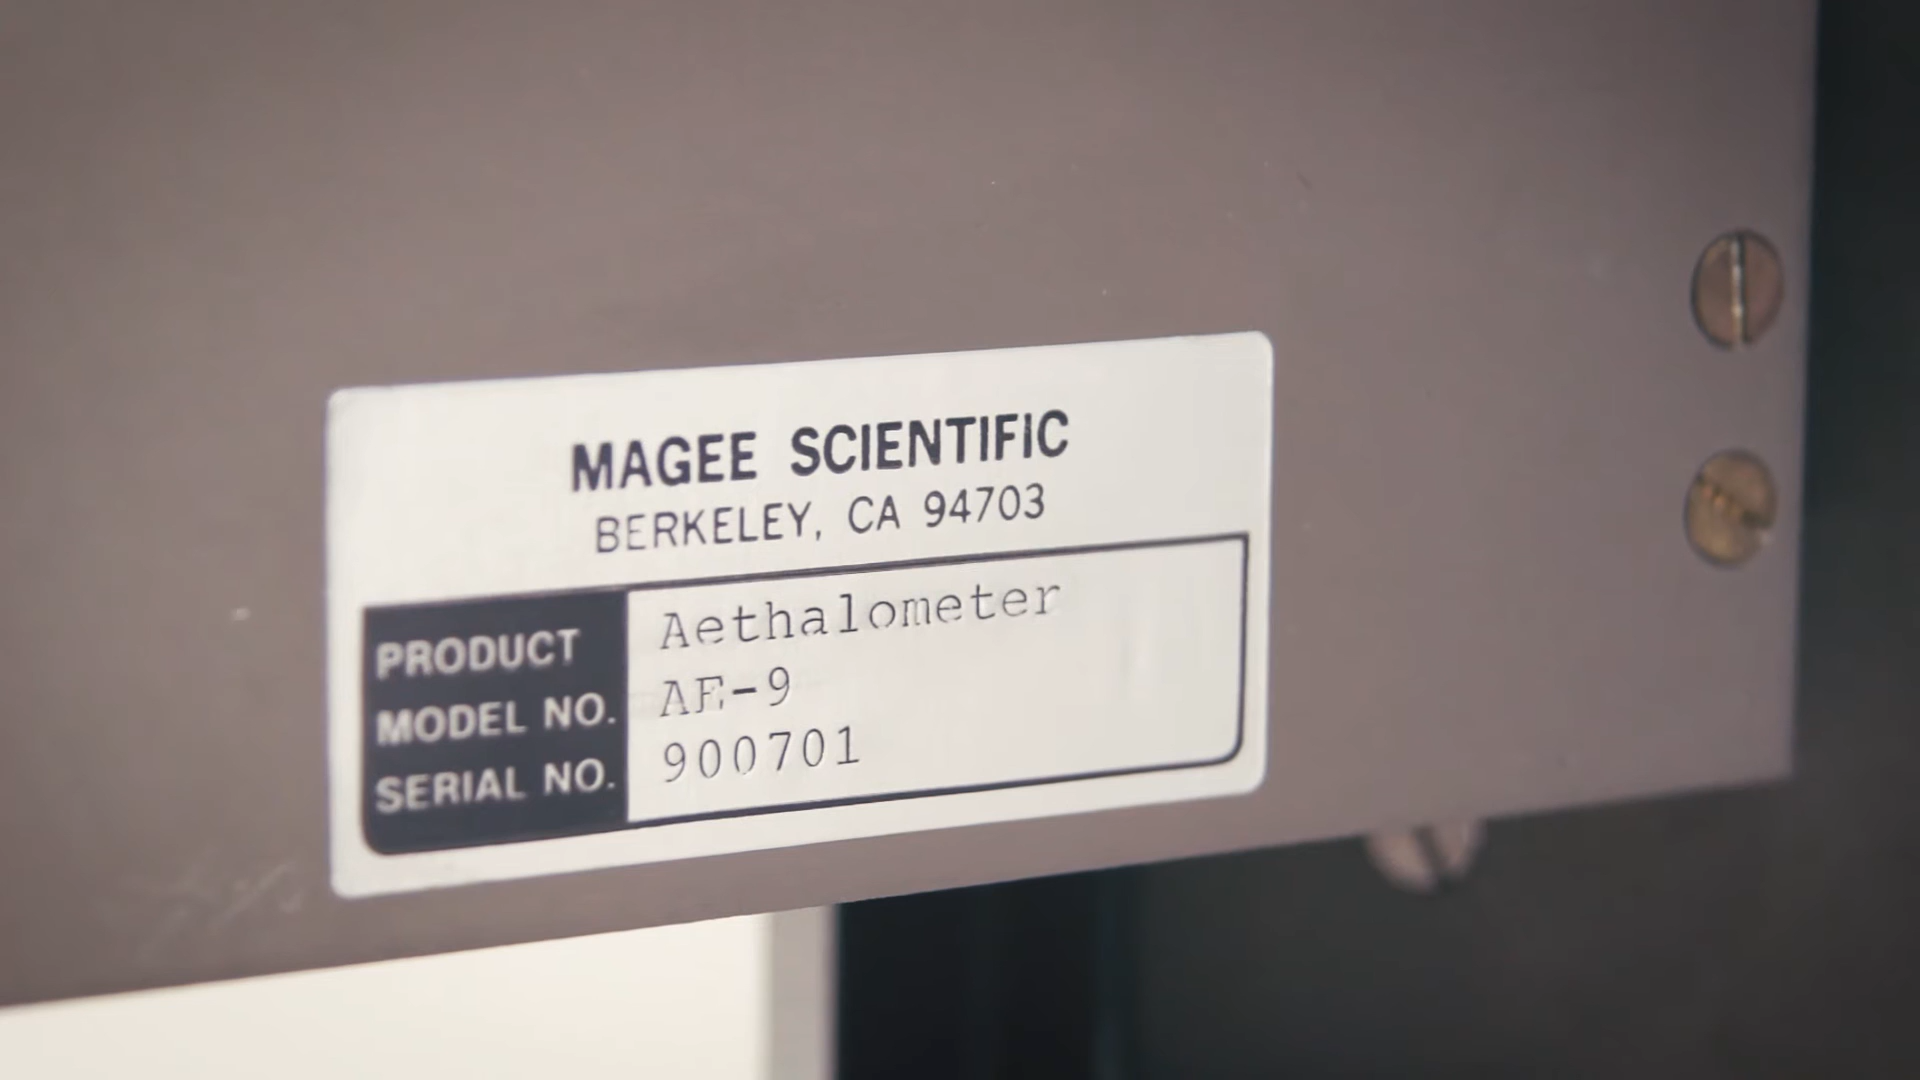 MAGEE SCIENTIFIC
BERKELEY, CA 94703
PRODUCT Aethalometer
MODEL NO. AE-9
SERIAL NO. 900701